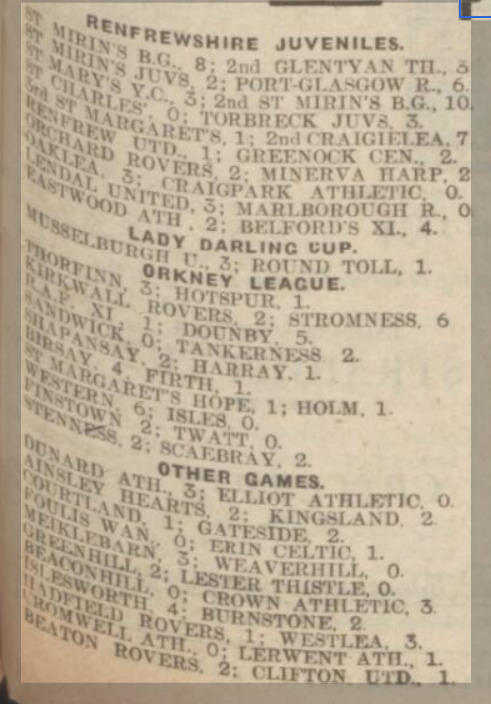 RENFREWSHIRE JUVENILES.
ST MIRIN'S B.G., 8; 2nd GLENTYAN TH., 3
ST MIRIN'S JUVS, 2; PORT-GLASGOW R., 6.
ST MARY'S Y.C., 3; 2nd ST MIRIN'S B.G., 10.
ST CHARLES', 0; TORBRECK JUVS, 3.
3rd ST MARGARET'S, 1; 2nd CRAIGIELEA, 7
RENFREW UTD., 1; GREENOCK CEN., 2.
ORCHARD ROVERS, 2; MINERVA HARP, 2
OAKLEA, 3; CRAIGPARK ATHLETIC, 0.
LENDAL UNITED, 3; MARLBOROUGH R., 0
EASTWOOD ATH, 2; BELFORD'S XI., 4.
LADY DARLING CUP.
MUSSELBURGH U., 3; ROUND TOLL, 1.
ORKNEY LEAGUE.
THORFINN, 3; HOTSPUR, 1.
KIRKWALL ROVERS, 2; STROMNESS, 6
R.A.F. XI, 1; DOUNBY, 5.
SANDWICK, 0; TANKERNESS, 2.
SHAPANSAY, 2; HARRAY, 1.
BIRSAY, 4, FIRTH, 1.
ST MARGARET'S HOPE, 1; HOLM, 1.
WESTERN, 6; ISLES, 0.
FINSTOWN, 2; TWATT, 0.
STENNESS, 2; SCAEBRAY, 2.
OTHER GAMES.
DUNARD ATH., 3; ELLIOT ATHLETIC, 0.
AINSLEY HEARTS, 2; KINGSLAND, 2.
COURTLAND, 1; GATESIDE, 2.
FOULIS WAN., 0; ERIN CELTIC, 1.
MEIKLEBARN, 3; WEAVERHILL, 0.
GREENHILL, 2; LESTER THISTLE, 0.
BEACONHILL, 0; CROWN ATHLETIC, 3.
ISLESWORTH, 4; BURNSTONE, 2.
HADFIELD ROVERS, 1; WESTLEA, 3.
CROMWELL ATH., 0; LERWENT ATH., 1.
BEATON ROVERS, 2; CLIFTON UTD., 1.